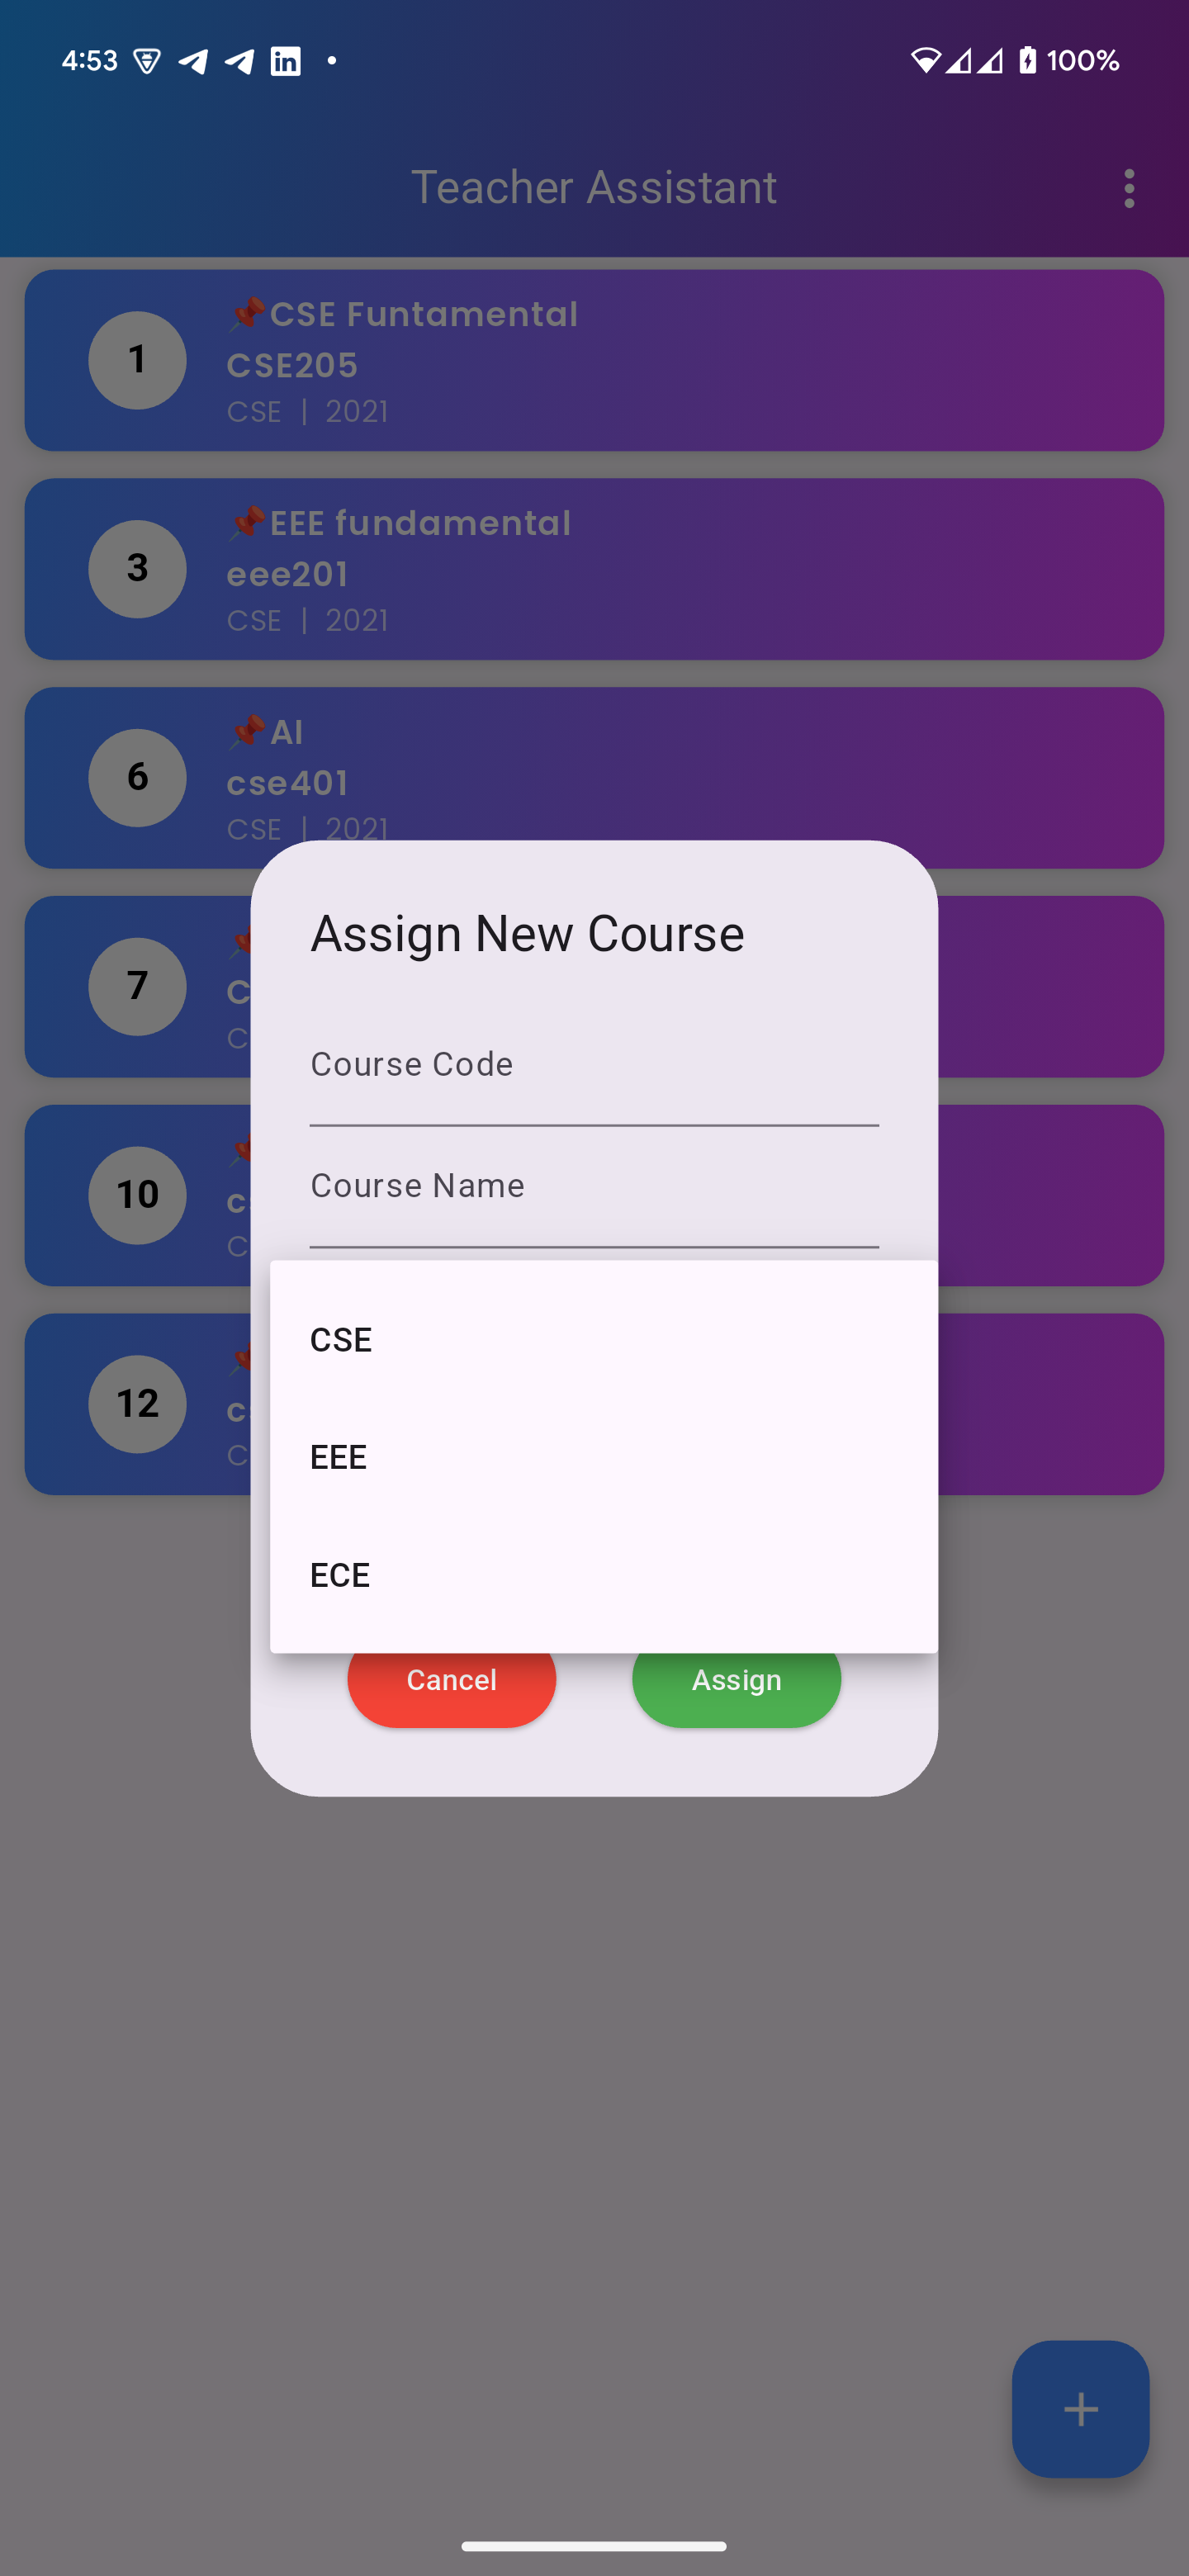 4:53
100%
Teacher Assistant
1
CSE Funtamental
CSE205
CSE | 2021
3
EEE fundamental
eee201
CSE | 2021
6
AI
cse401
CSE | 2021
7
10
12
Assign New Course
Course Code
Course Name
CSE
EEE
ECE
Cancel
Assign